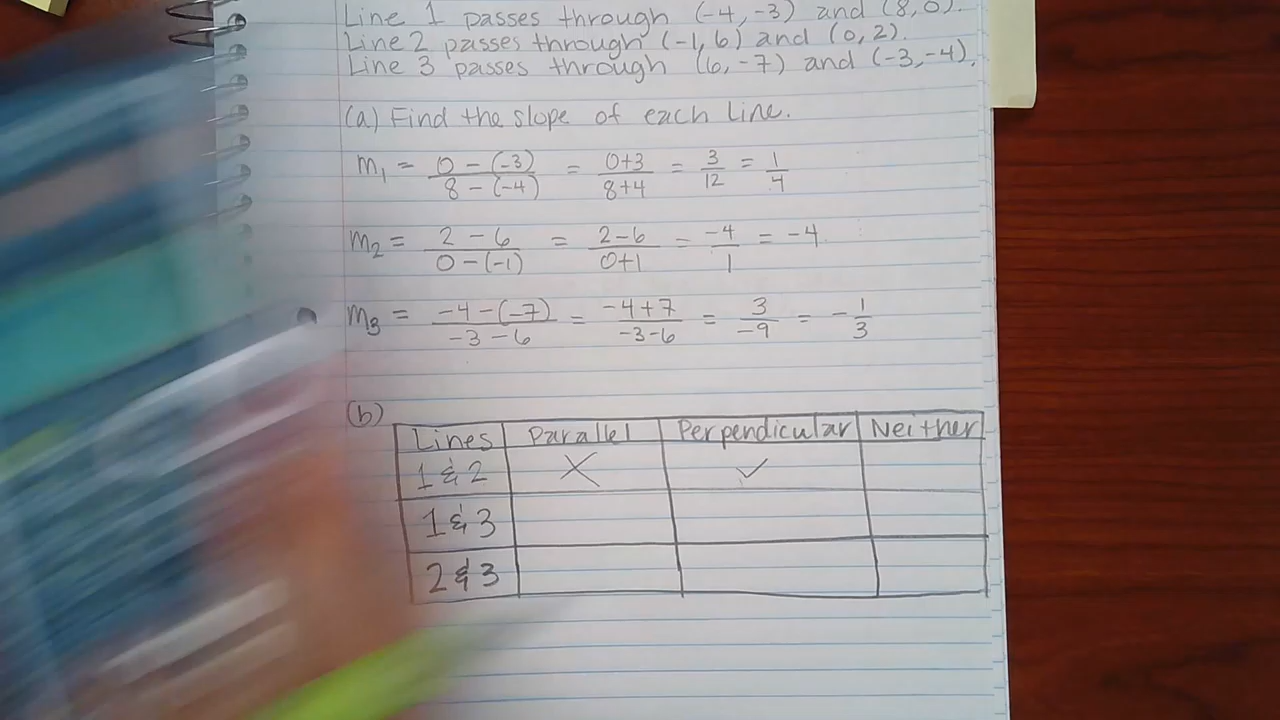 Line 1 passes through (-4,-3) and (8,0).
Line 2 passes through (-1,6) and (0,2).
Line 3 passes through (6,-7) and (-3,-4).
(a) Find the slope of each line.
m₁ = 0-(-3)/8-(-4) = 0+3/8+4 = 3/12 = 1/4
m₂ = 2-6/0-(-1) = 2-6/0+1 = -4/1 = -4
m₃ = -4-(-7)/-3-6 = -4+7/-3-6 = 3/-9 = -1/3
(b)
Lines Parallel Perpendicular Neither
1 & 2 X ✓
1 & 3
2 & 3